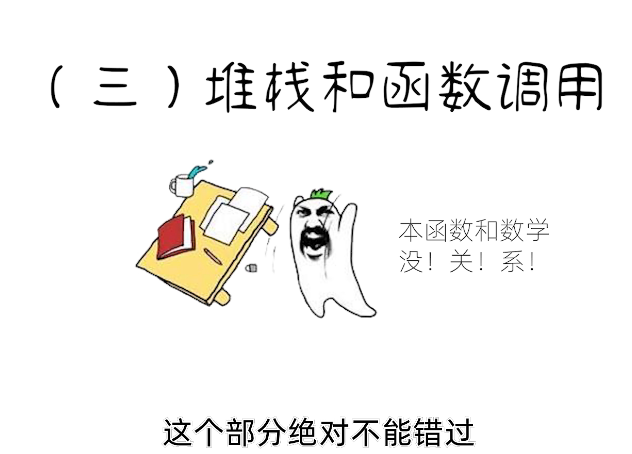 （三）堆栈和函数调用
本函数和数学
没！关！系！
这个部分绝对不能错过